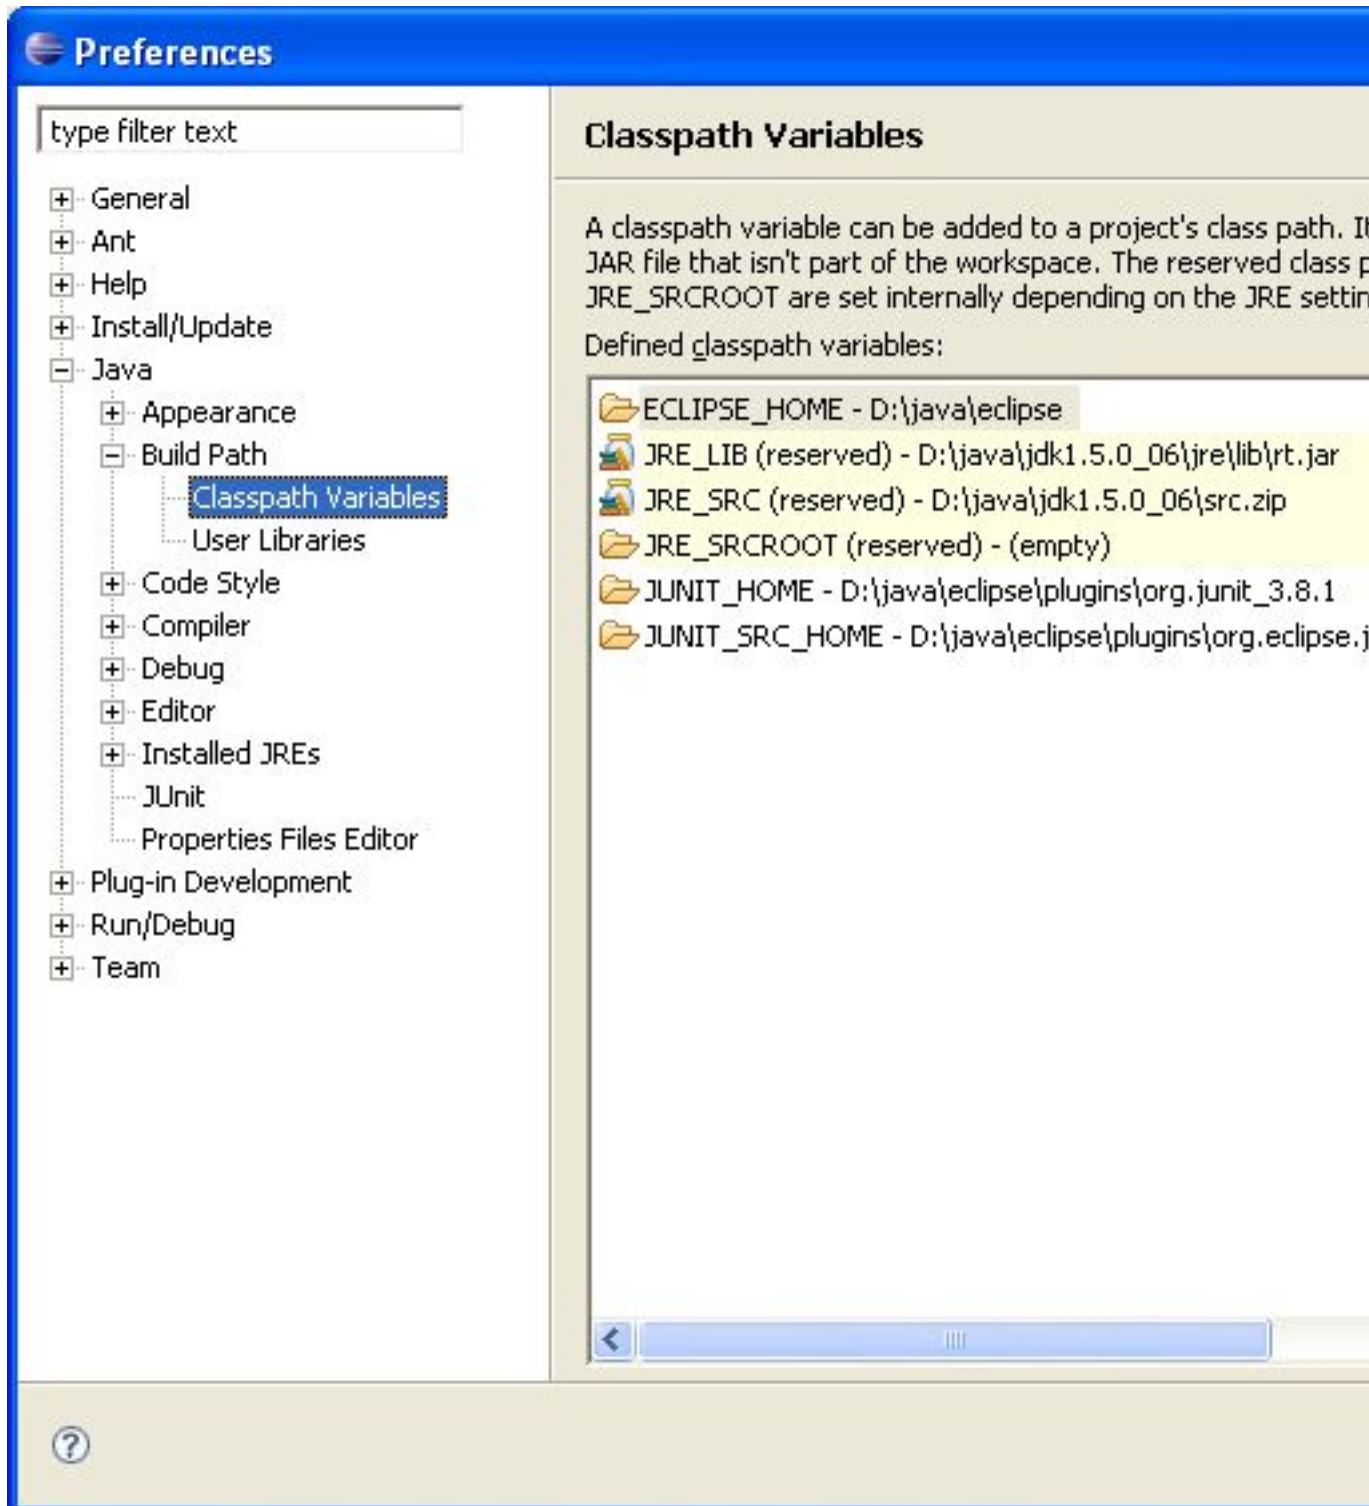 Preferences
type filter text
General
Ant
Help
Install/Update
Java
Appearance
Build Path
Classpath Variables
User Libraries
Code Style
Compiler
Debug
Editor
Installed JREs
JUnit
Properties Files Editor
Plug-in Development
Run/Debug
Team
Classpath Variables
A classpath variable can be added to a project's class path. It
JAR file that isn't part of the workspace. The reserved class p
JRE_SRCROOT are set internally depending on the JRE settin
Defined classpath variables:
ECLIPSE_HOME - D:\java\eclipse
JRE_LIB (reserved) - D:\java\jdk1.5.0_06\jre\lib\rt.jar
JRE_SRC (reserved) - D:\java\jdk1.5.0_06\src.zip
JRE_SRCROOT (reserved) - (empty)
JUNIT_HOME - D:\java\eclipse\plugins\org.junit_3.8.1
JUNIT_SRC_HOME - D:\java\eclipse\plugins\org.eclipse.j